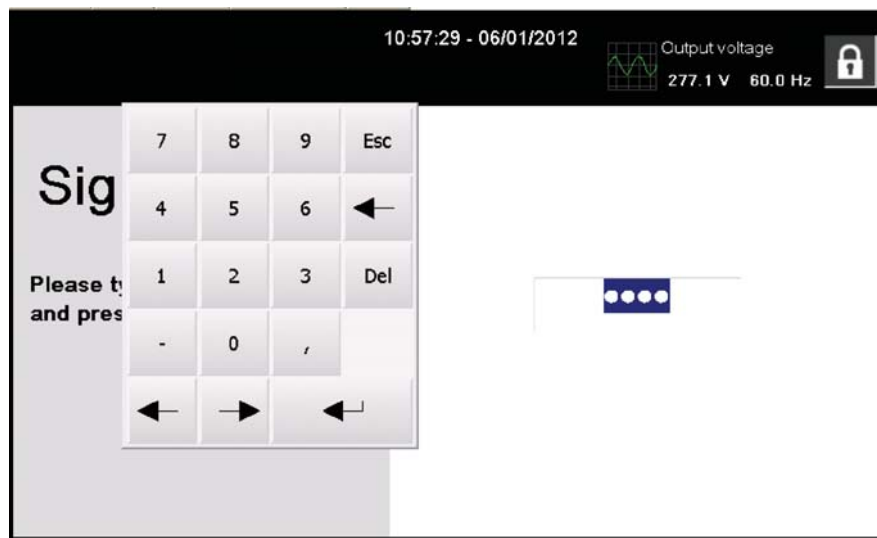 10:57:29 - 06/01/2012
Output voltage
277.1 V 60.0 Hz
Sig
Please ty
and pres
7 8 9 Esc
4 5 6
1 2 3 Del
- 0 ,